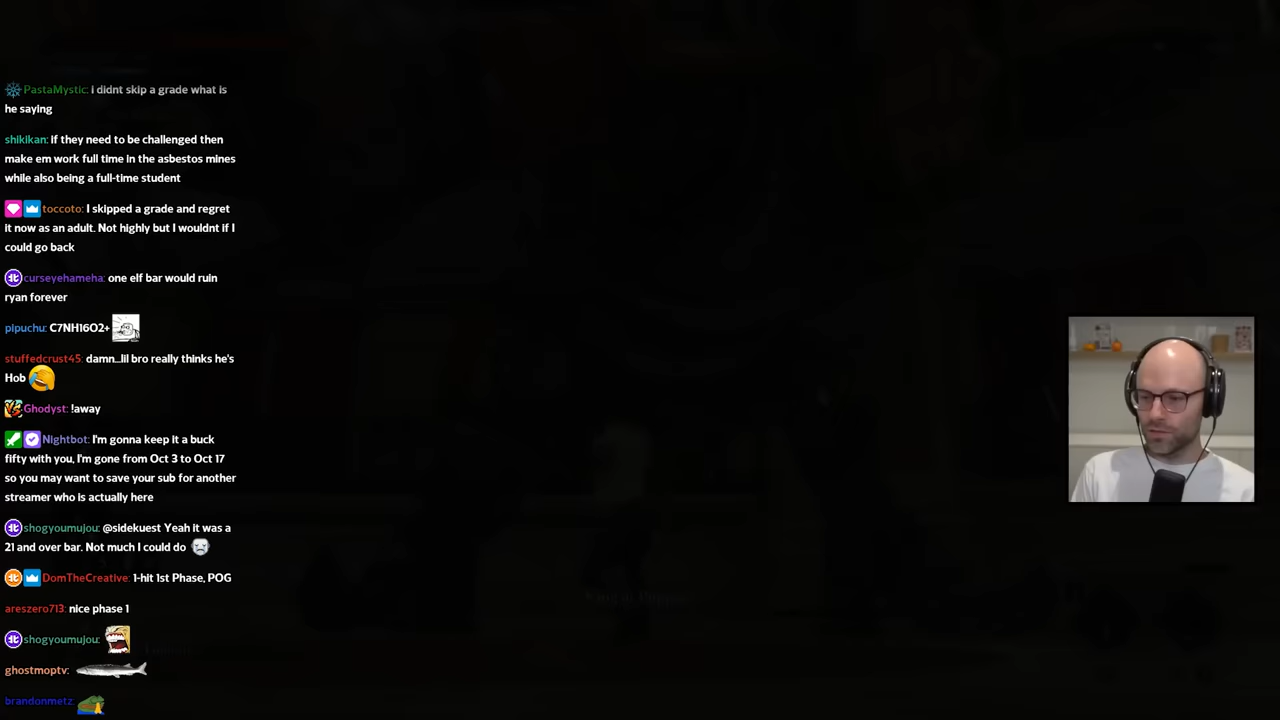 PastaMystic: i didnt skip a grade what is
he saying
shikikan: if they need to be challenged then
make em work full time in the asbestos mines
while also being a full-time student
toccoto: I skipped a grade and regret
it now as an adult. Not highly but I wouldnt if I
could go back
curseyehameha: one elf bar would ruin
ryan forever
pipuchu: C7NH16O2+
stuffedcrust45: damn...lil bro really thinks he's
Hob
Ghodyst: !away
Nightbot: I'm gonna keep it a buck
fifty with you, I'm gone from Oct 3 to Oct 17
so you may want to save your sub for another
streamer who is actually here
shogyoumujou: @sidekuest Yeah it was a
21 and over bar. Not much I could do
DomTheCreative: 1-hit 1st Phase, POG
areszero713: nice phase 1
shogyoumujou:
ghostmoptv:
brandonmetz: